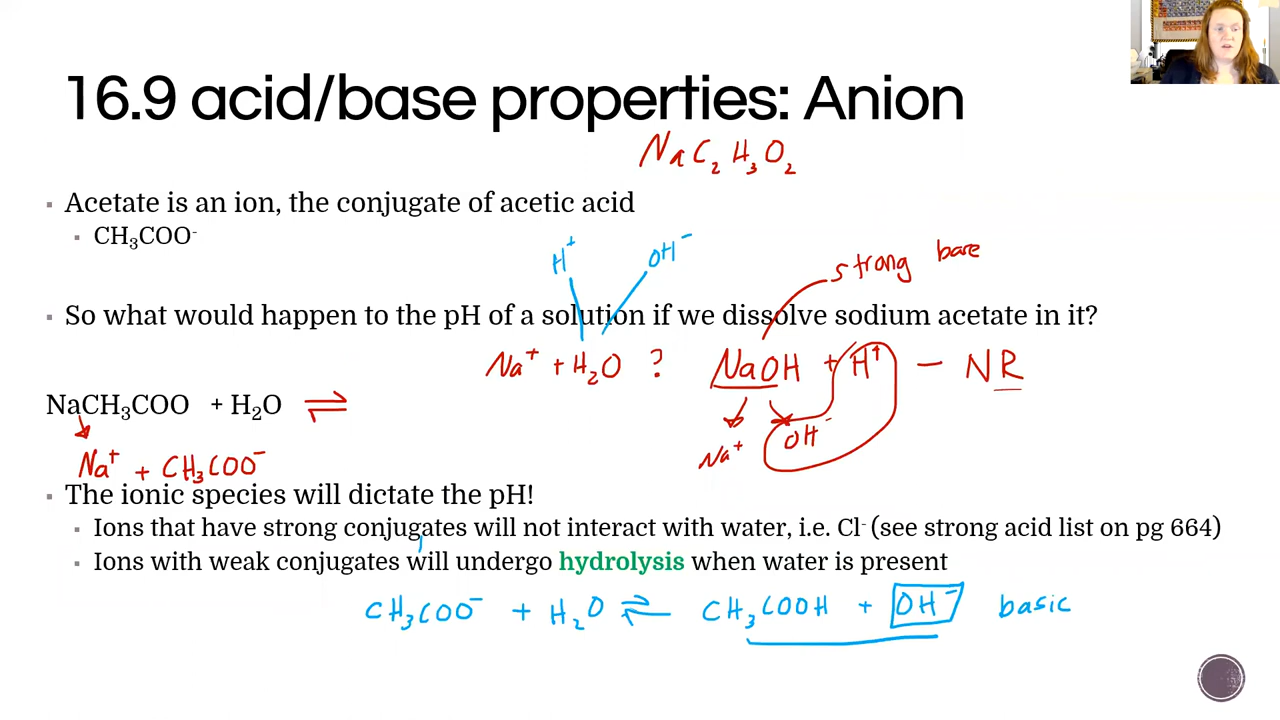 16.9 acid/base properties: Anion
NaC₂H₃O₂
▪ Acetate is an ion, the conjugate of acetic acid
▪ CH₃COO⁻
H⁺ OH⁻ strong base
▪ So what would happen to the pH of a solution if we dissolve sodium acetate in it?
Na⁺ + H₂O ? NaOH + H⁺ — NR
NaCH₃COO + H₂O ⇌
Na⁺ OH⁻
Na⁺ + CH₃COO⁻
▪ The ionic species will dictate the pH!
▪ Ions that have strong conjugates will not interact with water, i.e. Cl⁻ (see strong acid list on pg 664)
▪ Ions with weak conjugates will undergo hydrolysis when water is present
CH₃COO⁻ + H₂O ⇌ CH₃COOH + OH⁻ basic